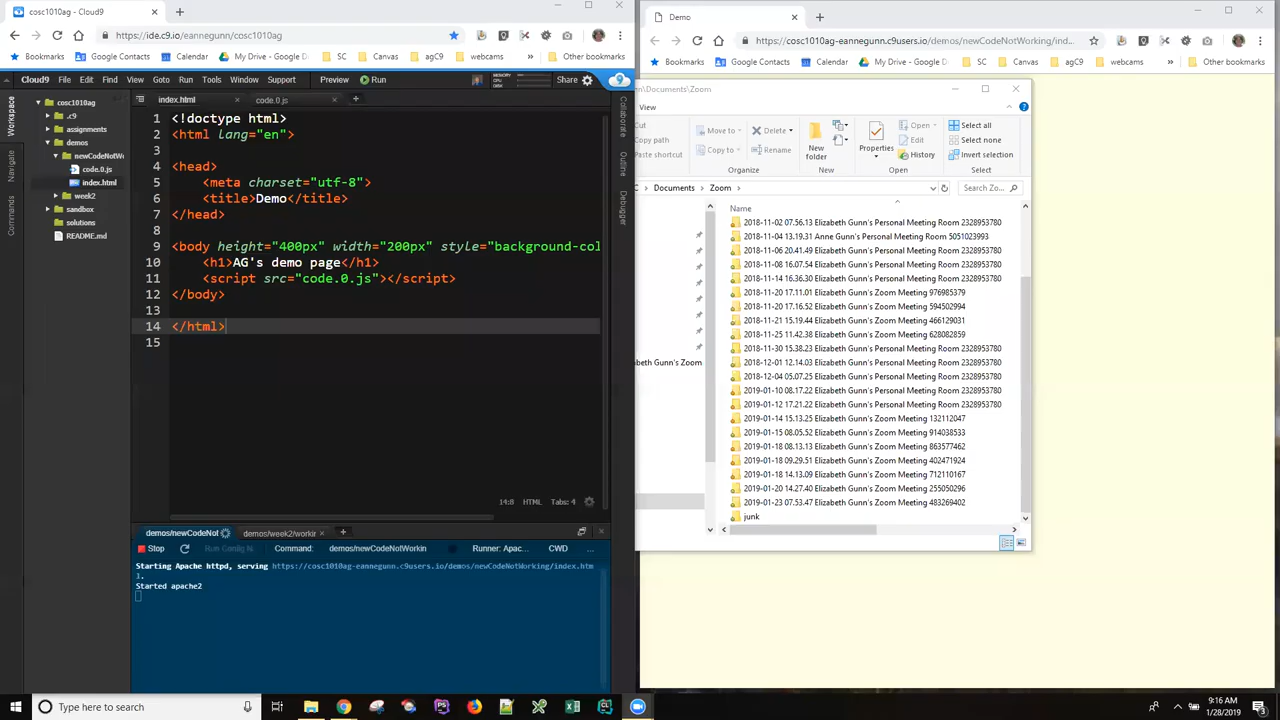 cosc1010ag - Cloud9
https://ide.c9.io/eannegunn/cosc1010ag
Bookmarks CSC Home Calendar My Drive - Google D SC Canvas agC9 webcams » Other bookmarks
Cloud9 File Edit Find View Goto Run Tools Window Support Preview Run MEMORY Share
Workspace
Navigate
Commands
cosc1010ag
.c9
assignments
demos
newCodeNotW
code.0.js
index.html
week2
sandbox
solutions
README.md
index.html
code.0.js
1 <!doctype html>
2 <html lang="en">
3
4 <head>
5 <meta charset="utf-8">
6 <title>Demo</title>
7 </head>
8
9 <body height="400px" width="200px" style="background-col
10 <h1>AG's demo page</h1>
11 <script src="code.0.js"></script>
12 </body>
13
14 </html>
15
14:8 HTML Tabs: 4
Collaborate
Outline
Debugger
demos/newCodeNot
demos/week2/workin
Stop Run Config N Command: demos/newCodeNotWorkin Runner: Apac... CWD ...
Starting Apache httpd, serving https://cosc1010ag-eannegunn.c9users.io/demos/newCodeNotWorking/index.htm
l.
Started apache2
Demo
https://cosc1010ag-eannegunn.c9users.io/demos/newCodeNotWorking/ind...
Bookmarks CSC Home Calendar My Drive - Google D SC Canvas agC9 webcams » Other bookmarks
nn\Documents\Zoom
View
Cut
Copy path
Paste shortcut
Move to
Copy to
Delete
Rename
Organize
New
folder
New
Properties
Open
Edit
History
Open
Select all
Select none
Invert selection
Select
C Documents Zoom
Search Zo...
Name
2018-11-02 07.56.13 Elizabeth Gunn's Personal Meeting Room 2328953780
2018-11-04 13.19.31 Anne Gunn's Personal Meeting Room 5051023993
2018-11-06 20.41.49 Elizabeth Gunn's Personal Meeting Room 2328953780
2018-11-08 16.07.54 Elizabeth Gunn's Personal Meeting Room 2328953780
2018-11-14 16.36.30 Elizabeth Gunn's Personal Meeting Room 2328953780
2018-11-20 17.11.01 Elizabeth Gunn's Zoom Meeting 976985379
2018-11-20 17.16.52 Elizabeth Gunn's Zoom Meeting 594502994
2018-11-21 15.19.44 Elizabeth Gunn's Zoom Meeting 466129031
2018-11-25 11.42.38 Elizabeth Gunn's Zoom Meeting 628082859
2018-11-30 15.38.23 Elizabeth Gunn's Personal Meeting Room 2328953780
2018-12-01 12.14.03 Elizabeth Gunn's Personal Meeting Room 2328953780
2018-12-04 05.07.25 Elizabeth Gunn's Personal Meeting Room 2328953780
2019-01-10 08.17.22 Elizabeth Gunn's Personal Meeting Room 2328953780
2019-01-12 17.21.22 Elizabeth Gunn's Personal Meeting Room 2328953780
2019-01-14 15.13.25 Elizabeth Gunn's Zoom Meeting 132112047
2019-01-15 08.05.52 Elizabeth Gunn's Zoom Meeting 914038533
2019-01-18 08.13.13 Elizabeth Gunn's Zoom Meeting 863577462
2019-01-18 09.29.51 Elizabeth Gunn's Zoom Meeting 402471924
2019-01-18 14.13.09 Elizabeth Gunn's Zoom Meeting 712110167
2019-01-20 14.27.40 Elizabeth Gunn's Zoom Meeting 255050296
2019-01-23 07.53.47 Elizabeth Gunn's Zoom Meeting 483269402
junk
abeth Gunn's Zoom
Type here to search
9:16 AM
1/28/2019